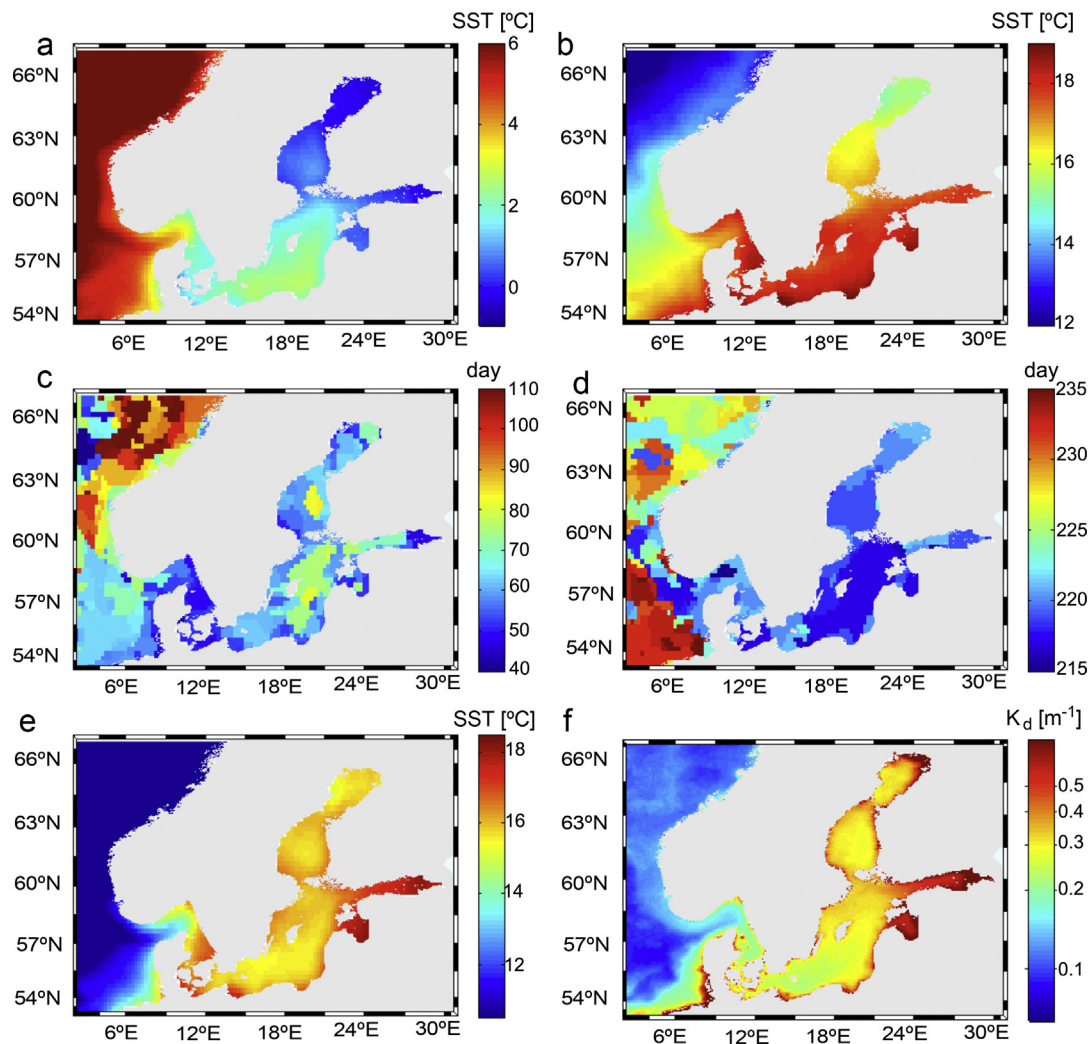 a
SST [ºC]
66ºN
63ºN
60ºN
57ºN
54ºN
6ºE
12ºE
18ºE
24ºE
30ºE
6
4
2
0
b
SST [ºC]
66ºN
63ºN
60ºN
57ºN
54ºN
6ºE
12ºE
18ºE
24ºE
30ºE
18
16
14
12
c
day
66ºN
63ºN
60ºN
57ºN
54ºN
6ºE
12ºE
18ºE
24ºE
30ºE
110
100
90
80
70
60
50
40
d
day
66ºN
63ºN
60ºN
57ºN
54ºN
6ºE
12ºE
18ºE
24ºE
30ºE
235
230
225
220
215
e
SST [ºC]
66ºN
63ºN
60ºN
57ºN
54ºN
6ºE
12ºE
18ºE
24ºE
30ºE
18
16
14
12
f
Kd [m-1]
66ºN
63ºN
60ºN
57ºN
54ºN
6ºE
12ºE
18ºE
24ºE
30ºE
0.5
0.4
0.3
0.2
0.1